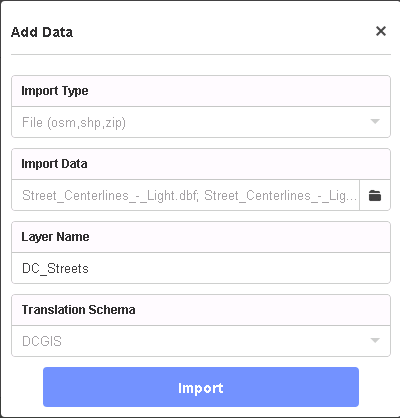 Add Data ×
Import Type
File (osm,shp,zip)
Import Data
Street_Centerlines_-_Light.dbf; Street_Centerlines_-_Lig...
Layer Name
DC_Streets
Translation Schema
DCGIS
Import